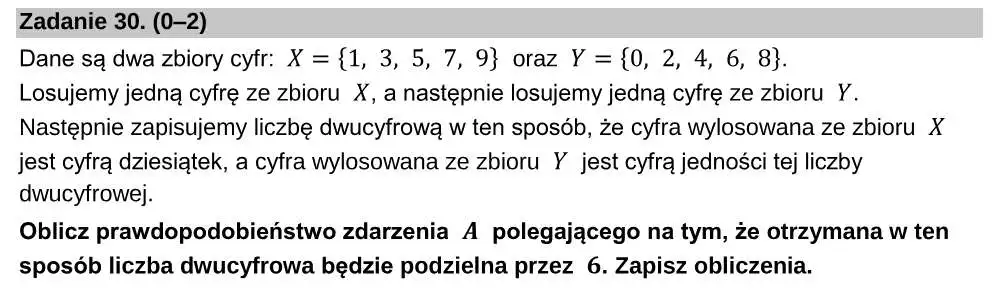 Zadanie 30. (0–2)
Dane są dwa zbiory cyfr: X = {1, 3, 5, 7, 9} oraz Y = {0, 2, 4, 6, 8}.
Losujemy jedną cyfrę ze zbioru X, a następnie losujemy jedną cyfrę ze zbioru Y.
Następnie zapisujemy liczbę dwucyfrową w ten sposób, że cyfra wylosowana ze zbioru X
jest cyfrą dziesiątek, a cyfra wylosowana ze zbioru Y jest cyfrą jedności tej liczby
dwucyfrowej.
Oblicz prawdopodobieństwo zdarzenia A polegającego na tym, że otrzymana w ten
sposób liczba dwucyfrowa będzie podzielna przez 6. Zapisz obliczenia.